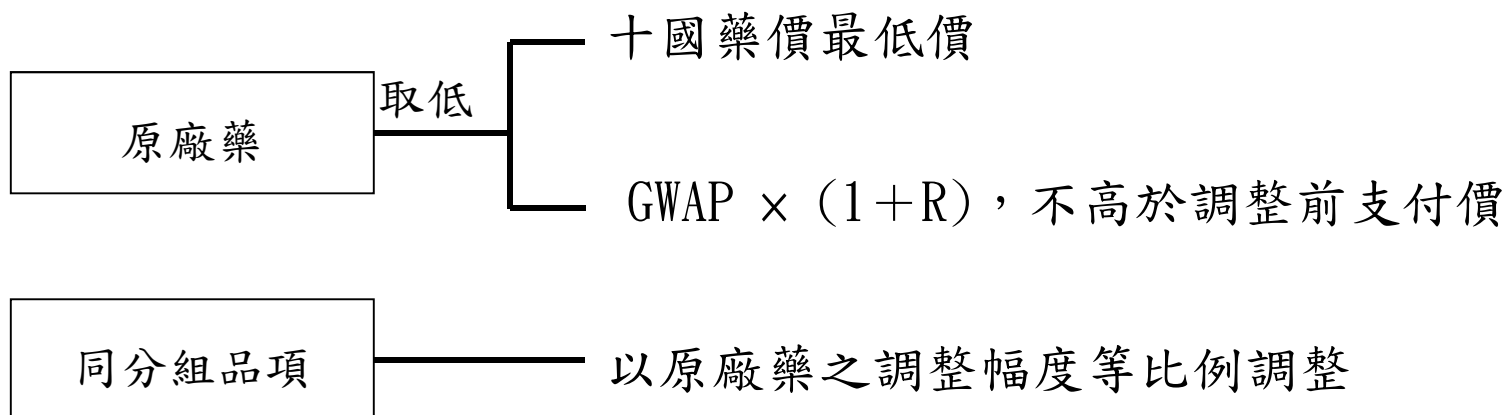 十國藥價最低價
取低
原廠藥
GWAP × (1+R),不高於調整前支付價
同分組品項
以原廠藥之調整幅度等比例調整